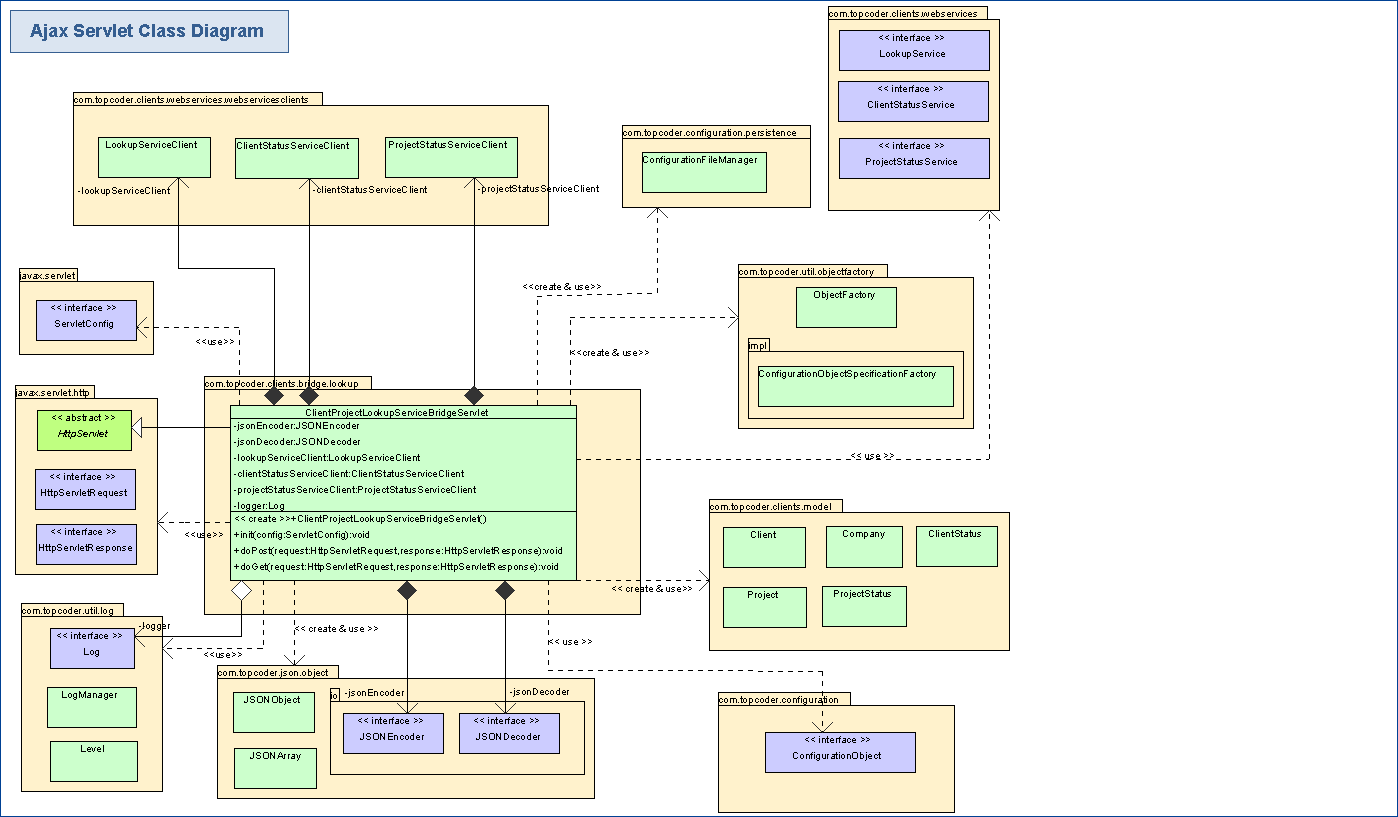 Ajax Servlet Class Diagram
com.topcoder.clients.webservices
<< interface >>
LookupService
<< interface >>
ClientStatusService
<< interface >>
ProjectStatusService
com.topcoder.clients.webservices.webservicesclients
LookupServiceClient
ClientStatusServiceClient
ProjectStatusServiceClient
-lookupServiceClient
-clientStatusServiceClient
-projectStatusServiceClient
com.topcoder.configuration.persistence
ConfigurationFileManager
javax.servlet
<< interface >>
ServletConfig
<<use>>
<<create & use>>
<<create & use>>
com.topcoder.util.objectfactory
ObjectFactory
impl
ConfigurationObjectSpecificationFactory
com.topcoder.clients.bridge.lookup
ClientProjectLookupServiceBridgeServlet
-jsonEncoder:JSONEncoder
-jsonDecoder:JSONDecoder
-lookupServiceClient:LookupServiceClient
-clientStatusServiceClient:ClientStatusServiceClient
-projectStatusServiceClient:ProjectStatusServiceClient
-logger:Log
<< create >>+ClientProjectLookupServiceBridgeServlet()
+init(config:ServletConfig):void
+doPost(request:HttpServletRequest,response:HttpServletResponse):void
+doGet(request:HttpServletRequest,response:HttpServletResponse):void
javax.servlet.http
<< abstract >>
HttpServlet
<< interface >>
HttpServletRequest
<< interface >>
HttpServletResponse
<<use>>
<< use >>
com.topcoder.clients.model
Client
Company
ClientStatus
Project
ProjectStatus
<< create & use>>
com.topcoder.util.log
<< interface >>
Log
LogManager
Level
-logger
<<use>>
<< create & use >>
<< use >>
com.topcoder.json.object
JSONObject
JSONArray
io
-jsonEncoder
-jsonDecoder
<< interface >>
JSONEncoder
<< interface >>
JSONDecoder
com.topcoder.configuration
<< interface >>
ConfigurationObject